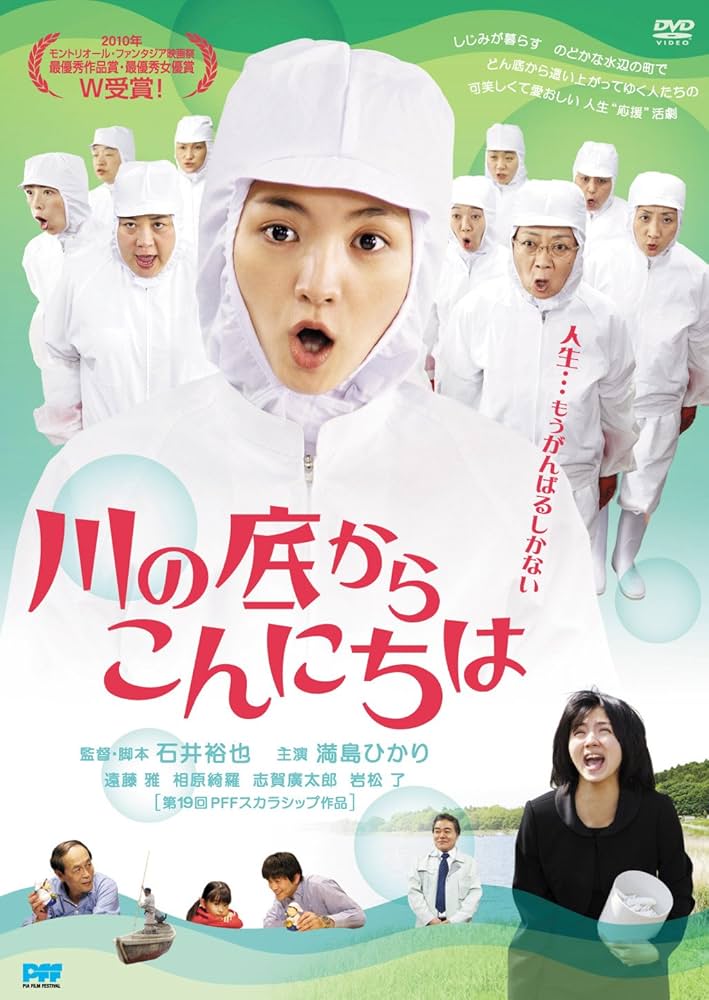 2010年
モントリオール・ファンタジア映画祭
最優秀作品賞・最優秀女優賞
W受賞!
DVD
VIDEO
しじみが暮らす のどかな水辺の町で
どん底から這い上がってゆく人たちの
可笑しくて愛おしい 人生“応援”活劇
人生…もうがんばるしかない
川の底から
こんにちは
監督・脚本 石井裕也 主演 満島ひかり
遠藤 雅 相原綺羅 志賀廣太郎 岩松 了
[第19回PFFスカラシップ作品]
PFF
PIA FILM FESTIVAL